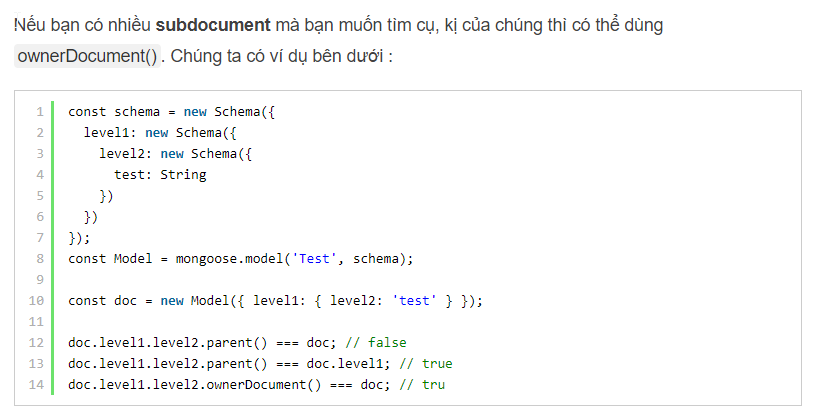 Nếu bạn có nhiều subdocument mà bạn muốn tìm cụ, kị của chúng thì có thể dùng
ownerDocument() . Chúng ta có ví dụ bên dưới :
1 const schema = new Schema({
2   level1: new Schema({
3     level2: new Schema({
4       test: String
5     })
6   })
7 });
8 const Model = mongoose.model('Test', schema);
9
10 const doc = new Model({ level1: { level2: 'test' } });
11
12 doc.level1.level2.parent() === doc; // false
13 doc.level1.level2.parent() === doc.level1; // true
14 doc.level1.level2.ownerDocument() === doc; // tru